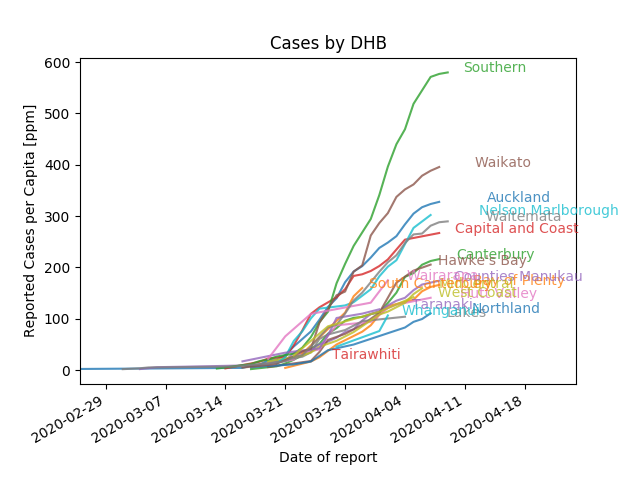 Cases by DHB
Reported Cases per Capita [ppm]
600
500
400
300
200
100
0
Southern
Waikato
Auckland
Nelson Marlborough
Waitemata
Capital and Coast
Canterbury
Hawke's Bay
Wairarapa
Counties Manukau
South Canterbury
Bay of Plenty
West Coast
Hutt Valley
Taranaki
Whanganui
Northland
Lakes
Tairawhiti
2020-02-29
2020-03-07
2020-03-14
2020-03-21
2020-03-28
2020-04-04
2020-04-11
2020-04-18
Date of report